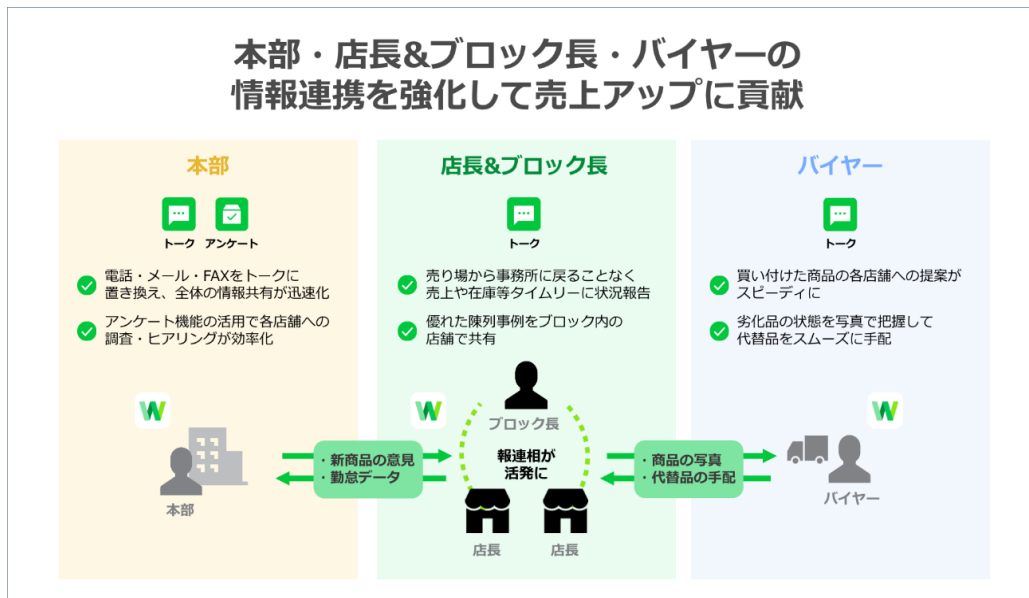 本部・店長&ブロック長・バイヤーの
情報連携を強化して売上アップに貢献
本部
トーク アンケート
電話・メール・FAXをトークに
置き換え、全体の情報共有が迅速化
アンケート機能の活用で各店舗への
調査・ヒアリングが効率化
W
本部
・新商品の意見
・勤怠データ
店長&ブロック長
トーク
売り場から事務所に戻ることなく
売上や在庫等タイムリーに状況報告
優れた陳列事例をブロック内の
店舗で共有
W
ブロック長
報連相が
活発に
店長 店長
・商品の写真
・代替品の手配
バイヤー
トーク
買い付けた商品の各店舗への提案が
スピーディに
劣化品の状態を写真で把握して
代替品をスムーズに手配
W
バイヤー